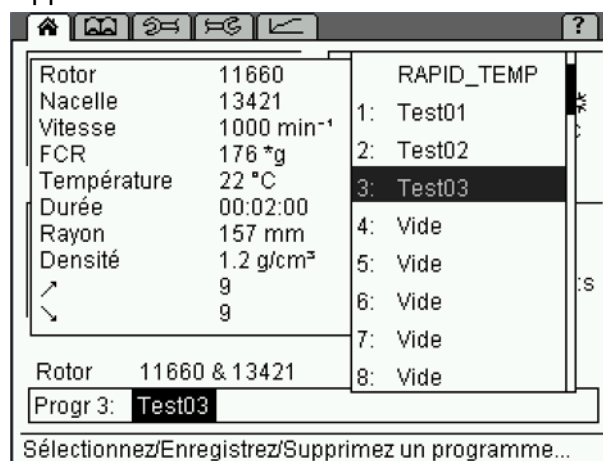 ?
Rotor 11660
Nacelle 13421
Vitesse 1000 min⁻¹
FCR 176 *g
Température 22 °C
Durée 00:02:00
Rayon 157 mm
Densité 1.2 g/cm³
↗ 9
↘ 9
RAPID_TEMP
1: Test01
2: Test02
3: Test03
4: Vide
5: Vide
6: Vide
7: Vide
8: Vide
Rotor 11660 & 13421
Progr 3: Test03
Sélectionnez/Enregistrez/Supprimez un programme...